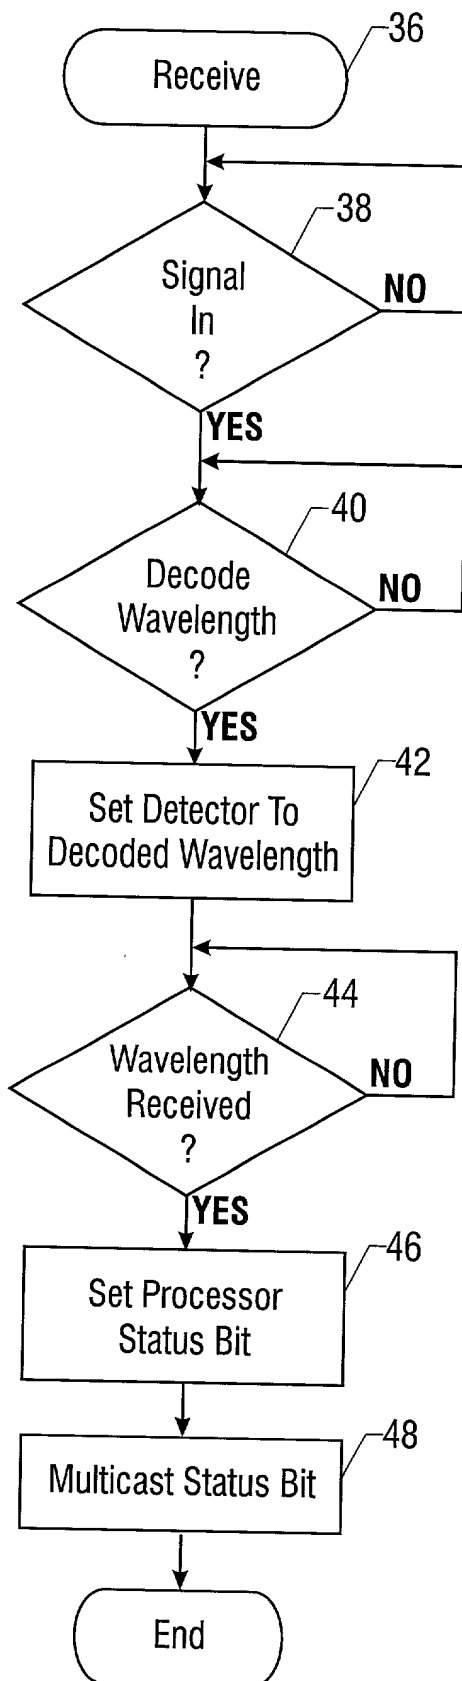 36
Receive
38
Signal
In
?
NO
YES
40
Decode
Wavelength
?
NO
YES
42
Set Detector To
Decoded Wavelength
44
Wavelength
Received
?
NO
YES
46
Set Processor
Status Bit
48
Multicast Status Bit
End